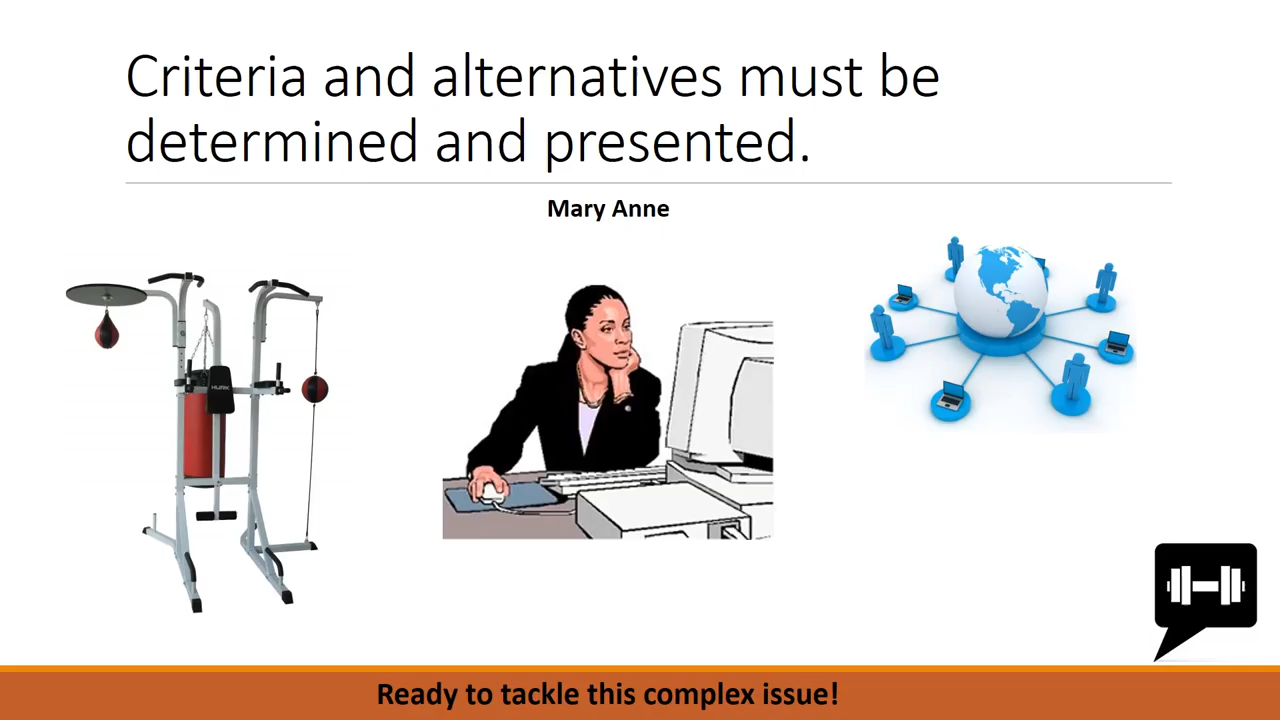 Criteria and alternatives must be
determined and presented.
Mary Anne
Ready to tackle this complex issue!